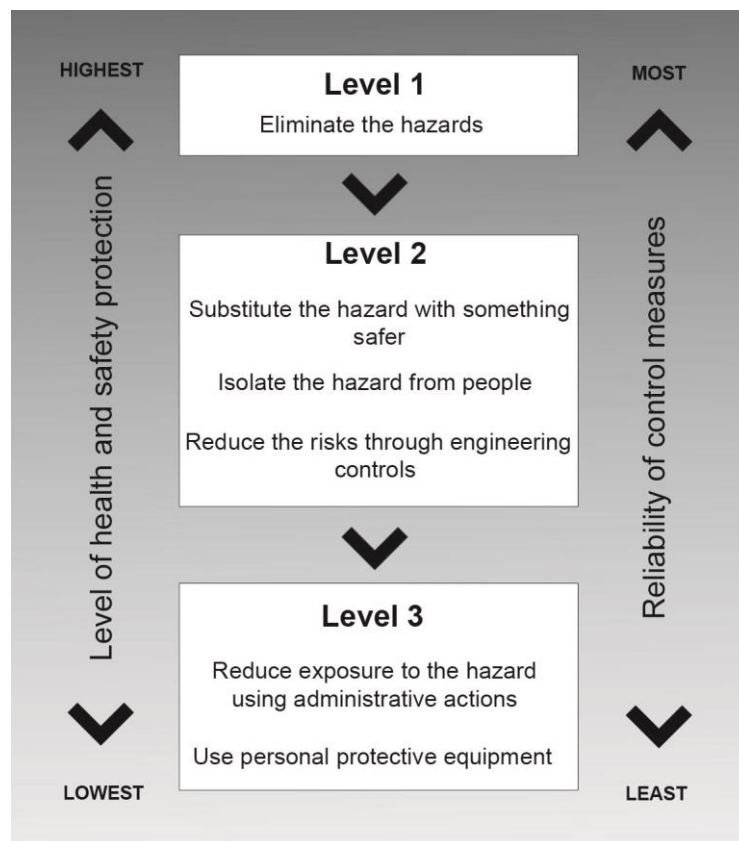 HIGHEST
MOST
Level 1
Eliminate the hazards
Level of health and safety protection
Reliability of control measures
Level 2
Substitute the hazard with something
safer
Isolate the hazard from people
Reduce the risks through engineering
controls
Level 3
Reduce exposure to the hazard
using administrative actions
Use personal protective equipment
LOWEST
LEAST